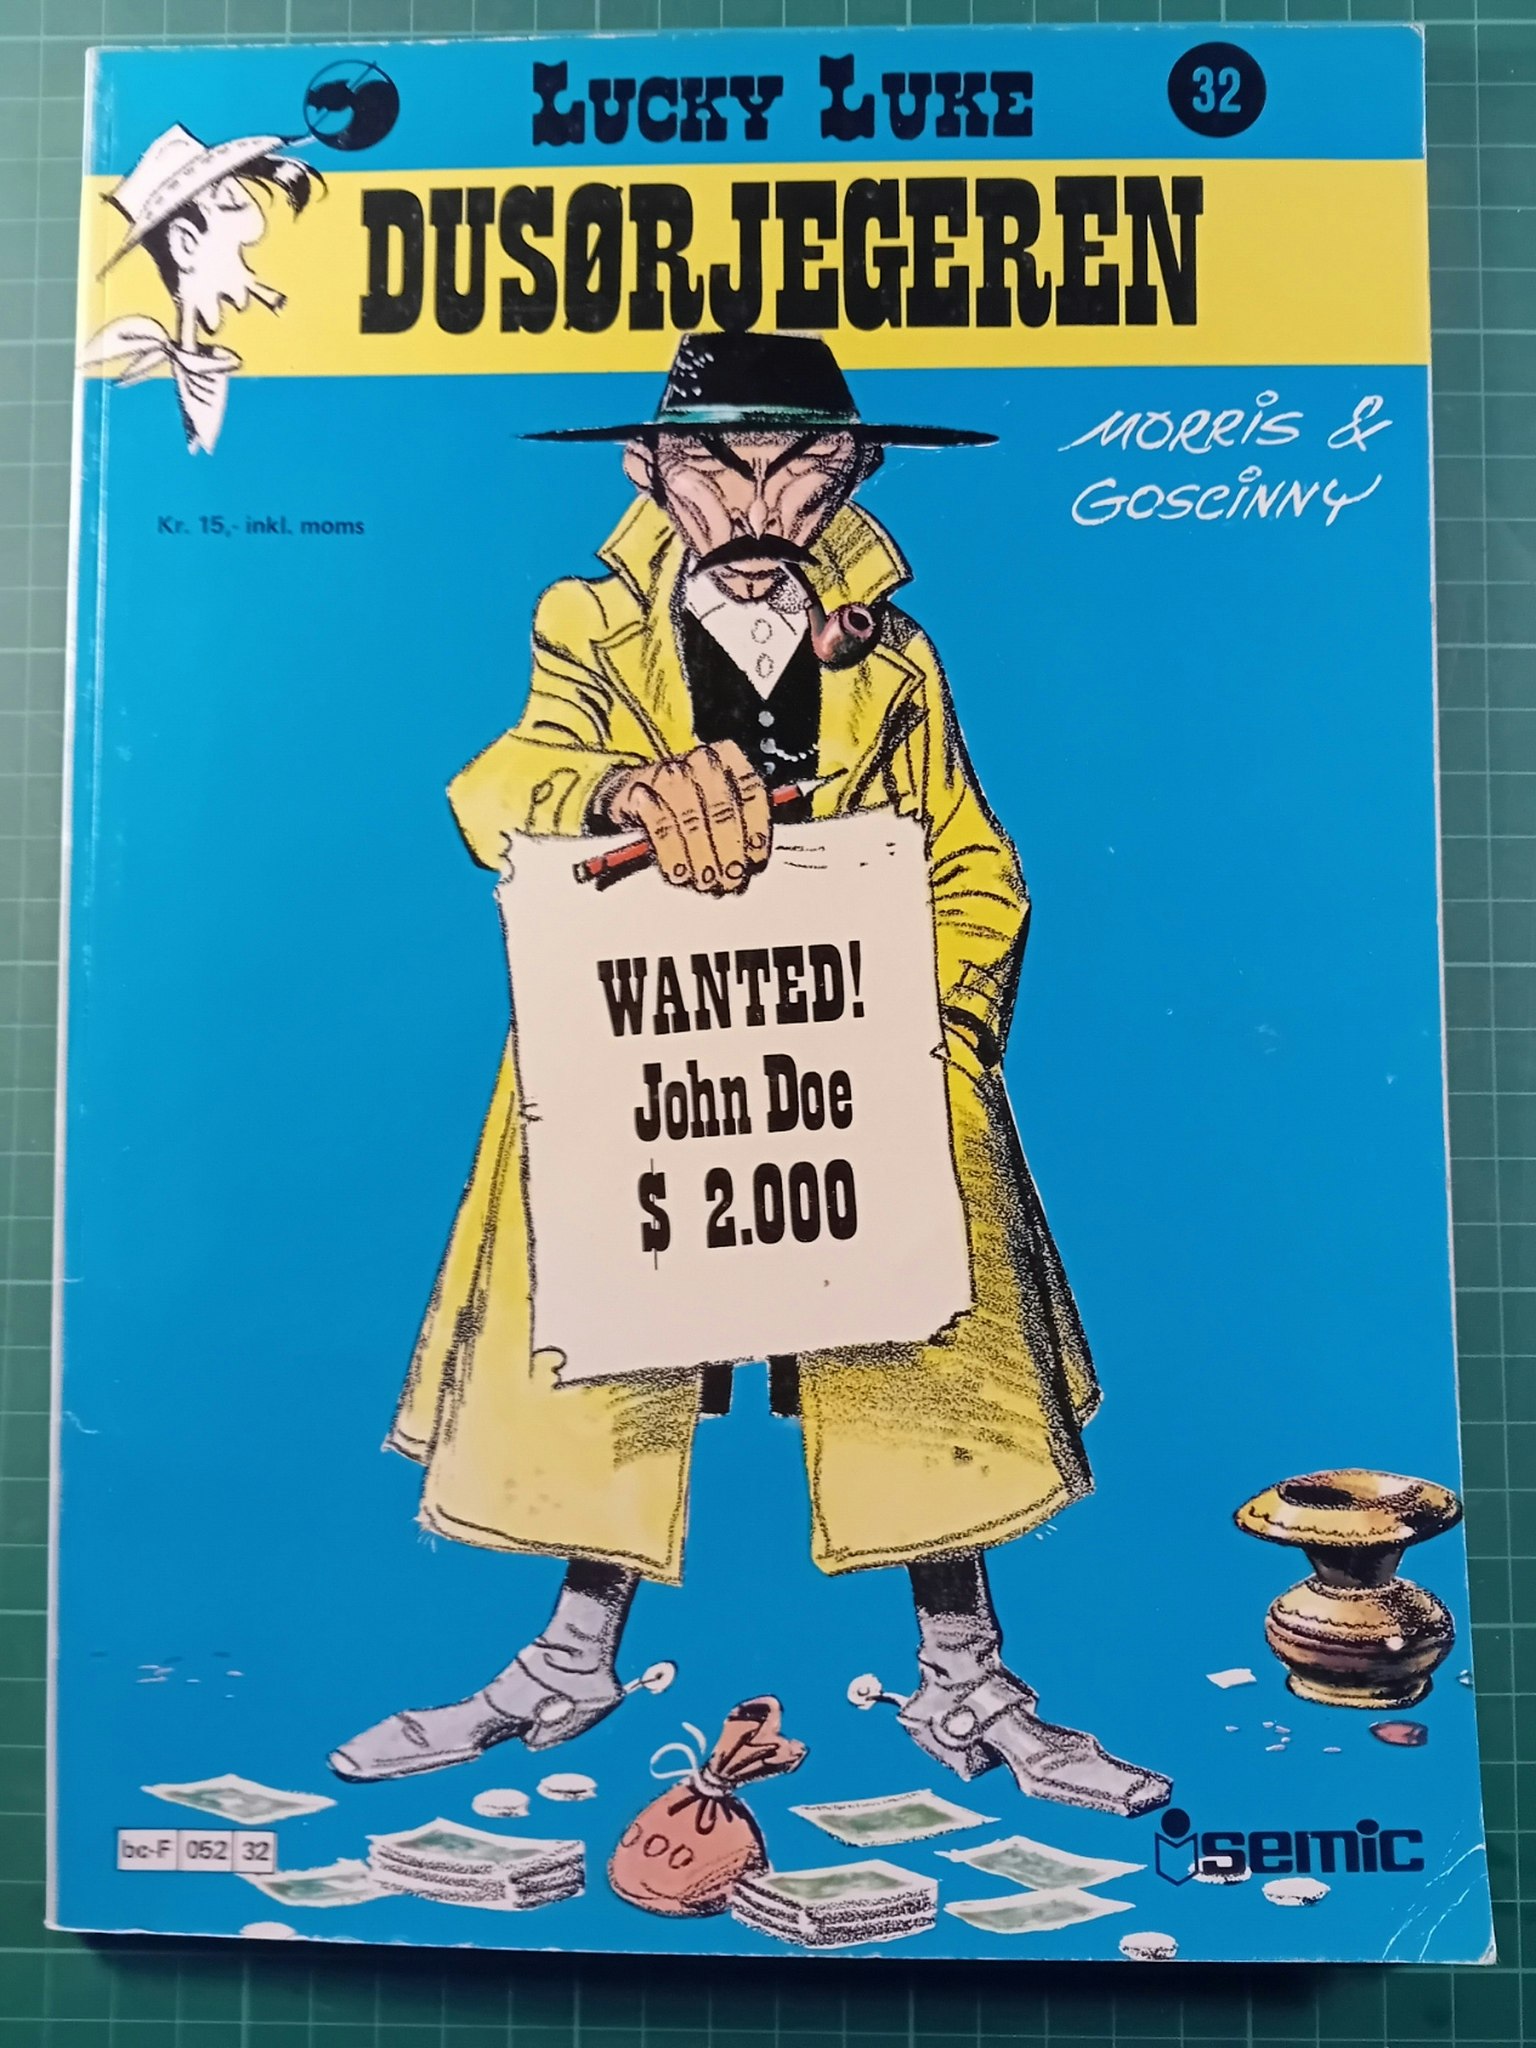 LUCKY LUKE
32
DUSØRJEGEREN
MORRIS &
GOSCINNY
Kr. 15,- inkl. moms
WANTED!
John Doe
$ 2.000
000
bc-F 052 32
semic